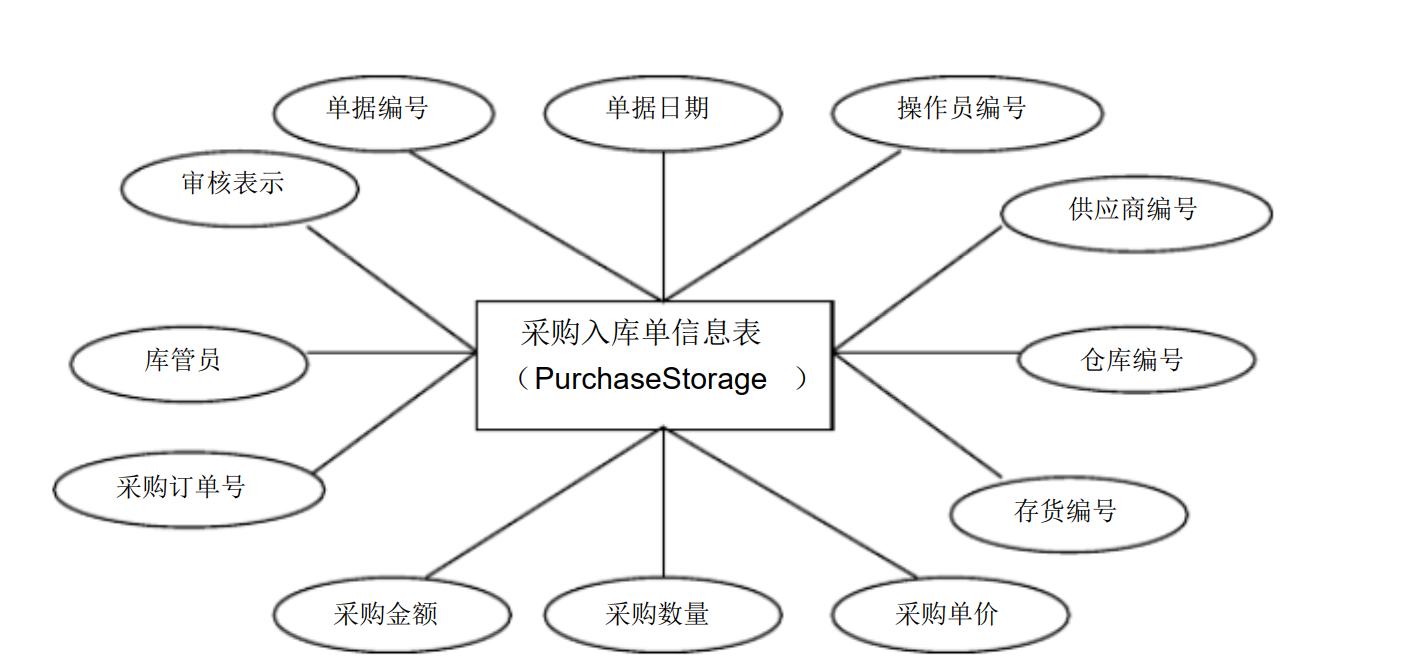 单据编号
单据日期
操作员编号
审核表示
供应商编号
采购入库单信息表
（PurchaseStorage ）
库管员
仓库编号
采购订单号
存货编号
采购金额
采购数量
采购单价